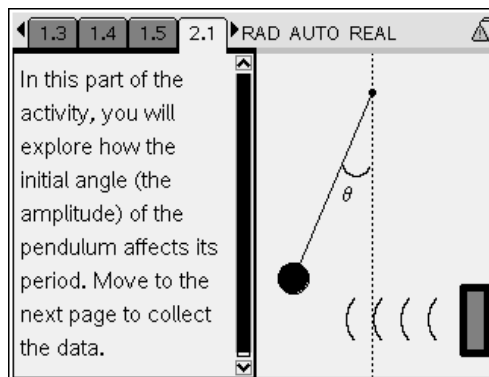 1.3 1.4 1.5 2.1 RAD AUTO REAL
In this part of the
activity, you will
explore how the
initial angle (the
amplitude) of the
pendulum affects its
period. Move to the
next page to collect
the data.
θ